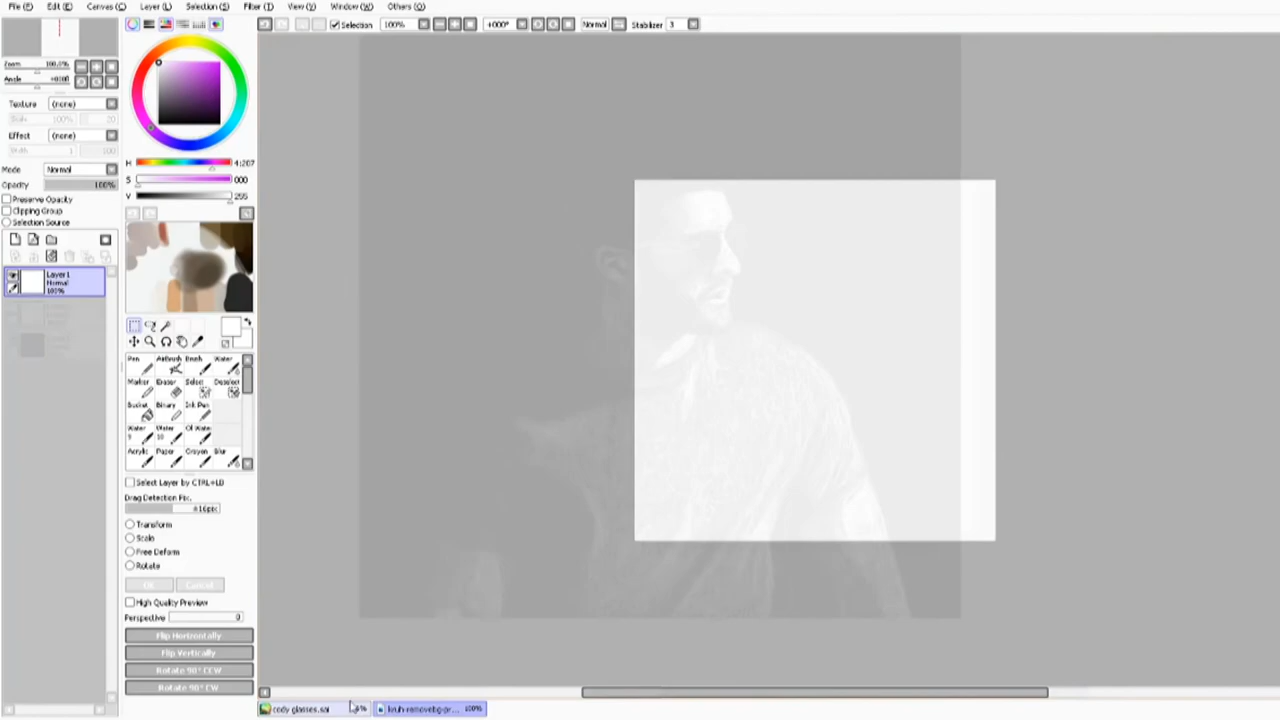 File (F) Edit (E) Canvas (C) Layer (L) Selection (S) Filter (T) View (V) Window (W) Others (O)
Selection 100% +000° Normal Stabilizer 3
Zoom 100.0%
Angle
Texture (none)
Scale 100% 20
Effect (none)
Width 1 100
Mode Normal
Opacity 100%
Preserve Opacity
Clipping Group
Selection Source
Layer1
Normal
100%
H
S 000
V 255
Pen AirBrush Brush Water
Marker Eraser Select Deselect
Bucket Binary Ink Pen
Water 9 Water 10 Oil Water
Acrylic Paper Crayon Blur
Select Layer by CTRL+LB
Drag Detection Fix.
±16pix
Transform
Scale
Free Deform
Rotate
OK Cancel
High Quality Preview
Perspective 0
Flip Horizontally
Flip Vertically
Rotate 90° CCW
Rotate 90° CW
cody glasses.sai
100%